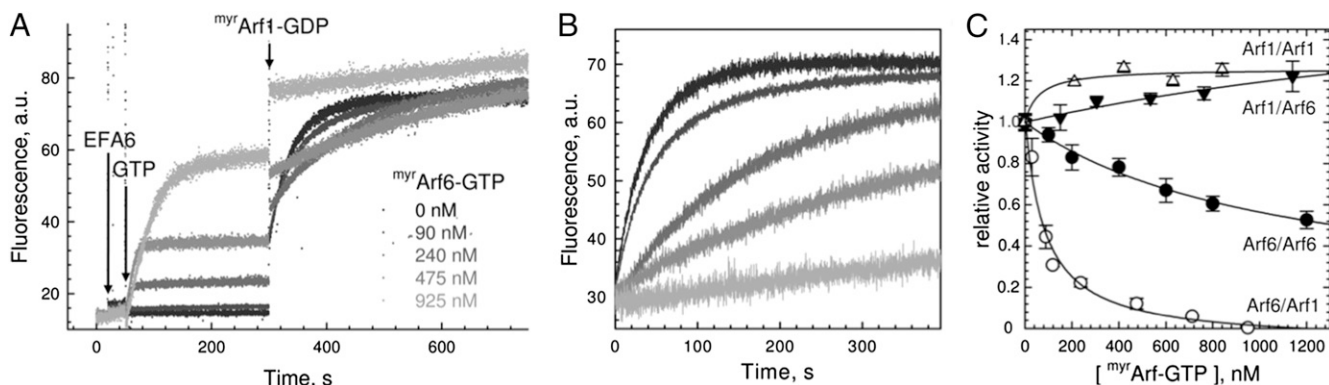 A
myrArf1-GDP
EFA6
GTP
myrArf6-GTP
0 nM
90 nM
240 nM
475 nM
925 nM
Fluorescence, a.u.
80
60
40
20
0
200
400
600
Time, s
B
Fluorescence, a.u.
70
60
50
40
30
0
100
200
300
Time, s
C
relative activity
1.4
1.2
1.0
0.8
0.6
0.4
0.2
0
Arf1/Arf1
Arf1/Arf6
Arf6/Arf6
Arf6/Arf1
0
200
400
600
800
1000
1200
[ myrArf-GTP ], nM